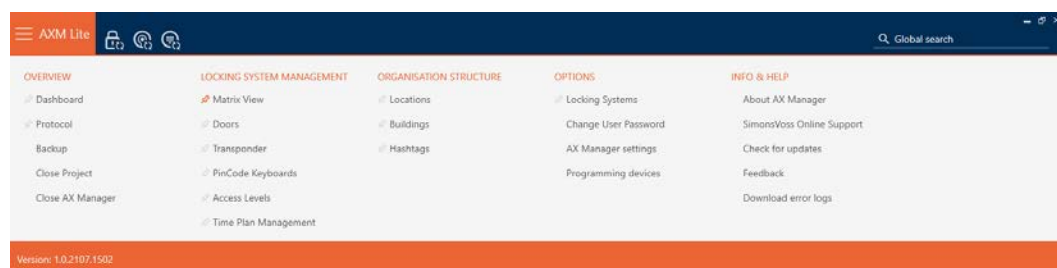 AXM Lite
Global search
OVERVIEW
Dashboard
Protocol
Backup
Close Project
Close AX Manager
LOCKING SYSTEM MANAGEMENT
Matrix View
Doors
Transponder
PinCode Keyboards
Access Levels
Time Plan Management
ORGANISATION STRUCTURE
Locations
Buildings
Hashtags
OPTIONS
Locking Systems
Change User Password
AX Manager settings
Programming devices
INFO & HELP
About AX Manager
SimonsVoss Online Support
Check for updates
Feedback
Download error logs
Version: 1.0.2107.1502